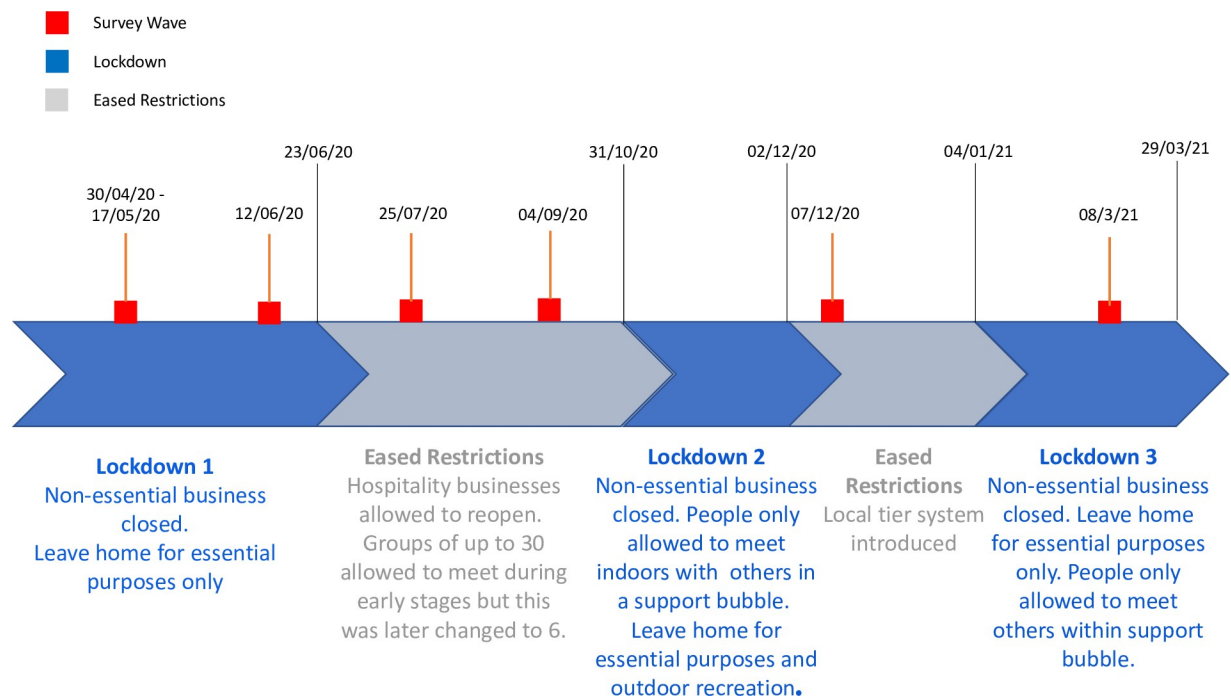 Survey Wave
Lockdown
Eased Restrictions
23/06/20
31/10/20
02/12/20
04/01/21
29/03/21
30/04/20 -
17/05/20
12/06/20
25/07/20
04/09/20
07/12/20
08/3/21
Lockdown 1
Non-essential business
closed.
Leave home for essential
purposes only
Eased Restrictions
Hospitality businesses
allowed to reopen.
Groups of up to 30
allowed to meet during
early stages but this
was later changed to 6.
Lockdown 2
Non-essential business
closed. People only
allowed to meet
indoors with others in
a support bubble.
Leave home for
essential purposes and
outdoor recreation.
Eased
Restrictions
Local tier system
introduced
Lockdown 3
Non-essential business
closed. Leave home
for essential purposes
only. People only
allowed to meet
others within support
bubble.